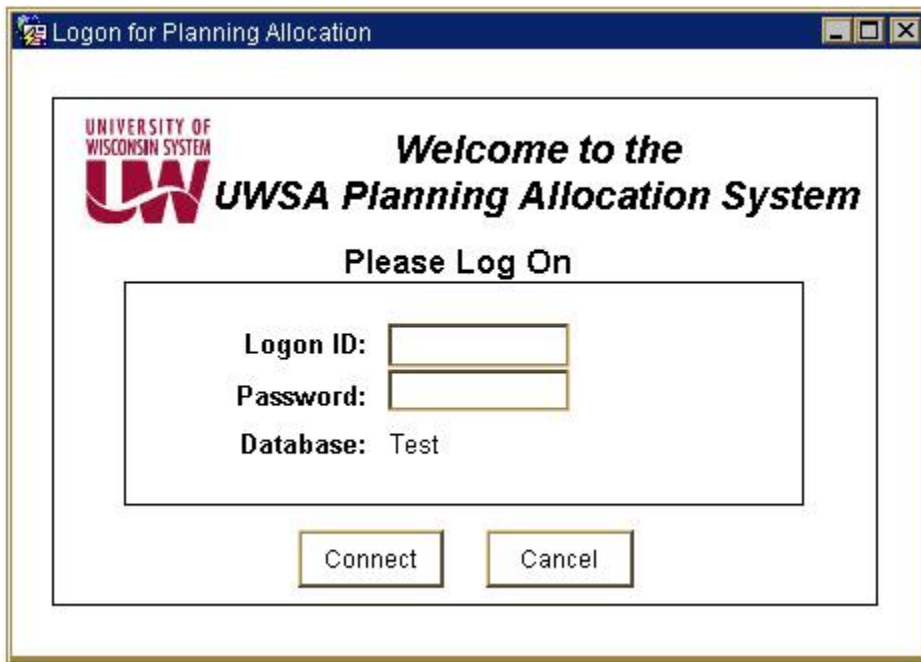 Logon for Planning Allocation
UNIVERSITY OF
WISCONSIN SYSTEM
UW
Welcome to the
UWSA Planning Allocation System
Please Log On
Logon ID:
Password:
Database: Test
Connect Cancel